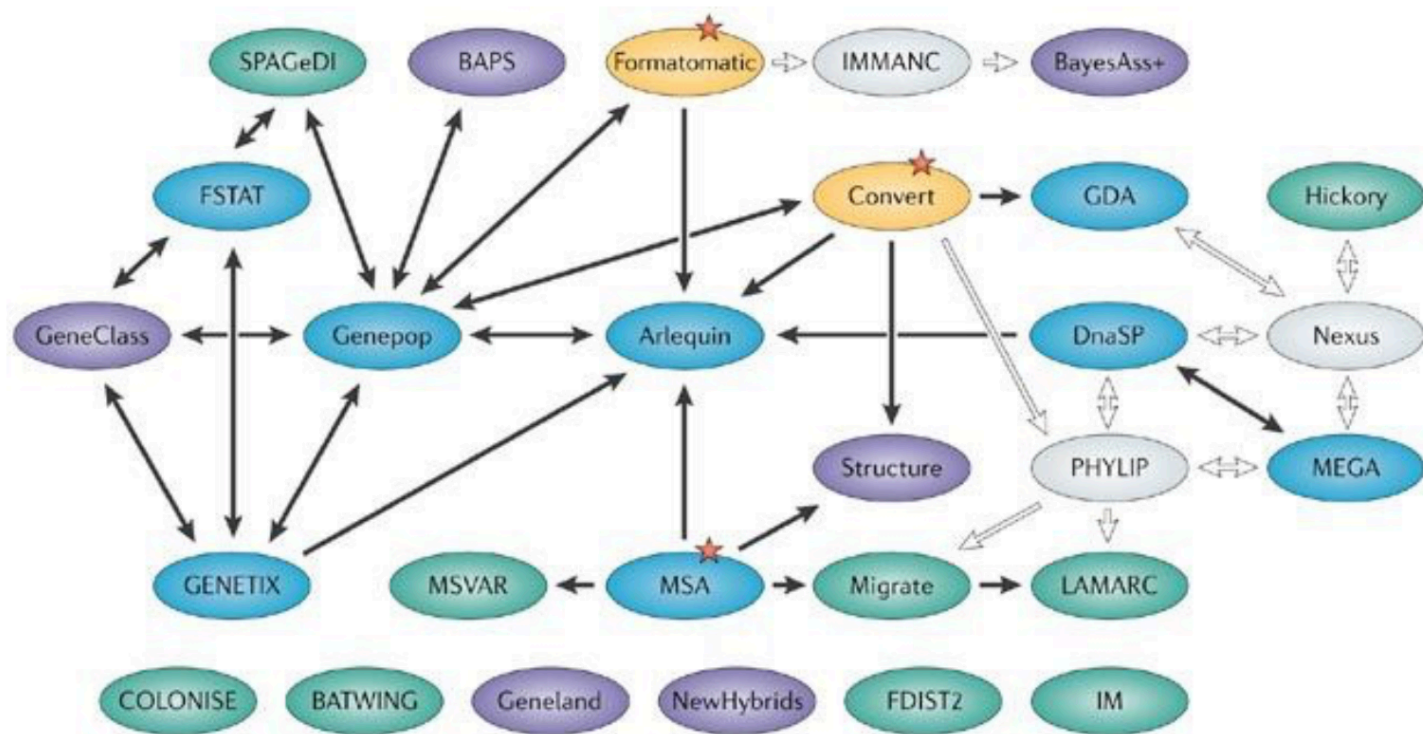 SPAGeDI
BAPS
Formatomatic
IMMANC
BayesAss+
FSTAT
Convert
GDA
Hickory
GeneClass
Genepop
Arlequin
DnaSP
Nexus
Structure
PHYLIP
MEGA
GENETIX
MSVAR
MSA
Migrate
LAMARC
COLONISE
BATWING
Geneland
NewHybrids
FDIST2
IM